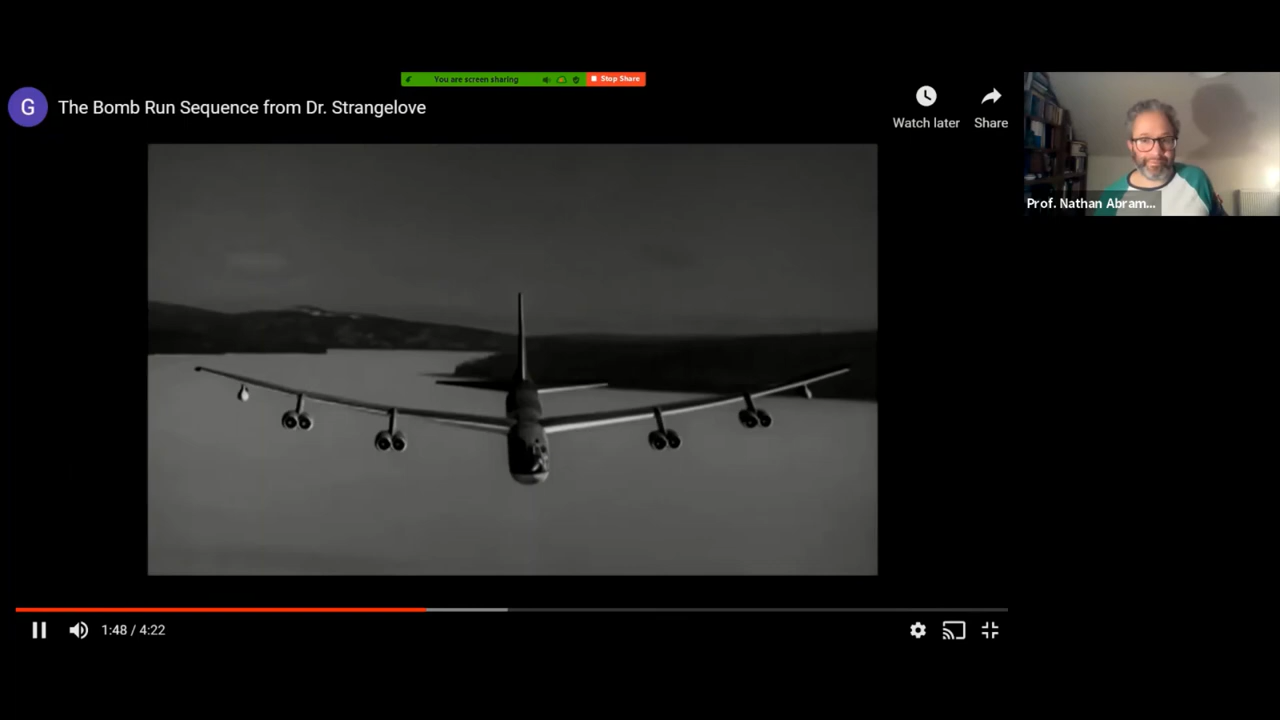 You are screen sharing
Stop Share
G
The Bomb Run Sequence from Dr. Strangelove
Watch later
Share
Prof. Nathan Abram...
1:48 / 4:22